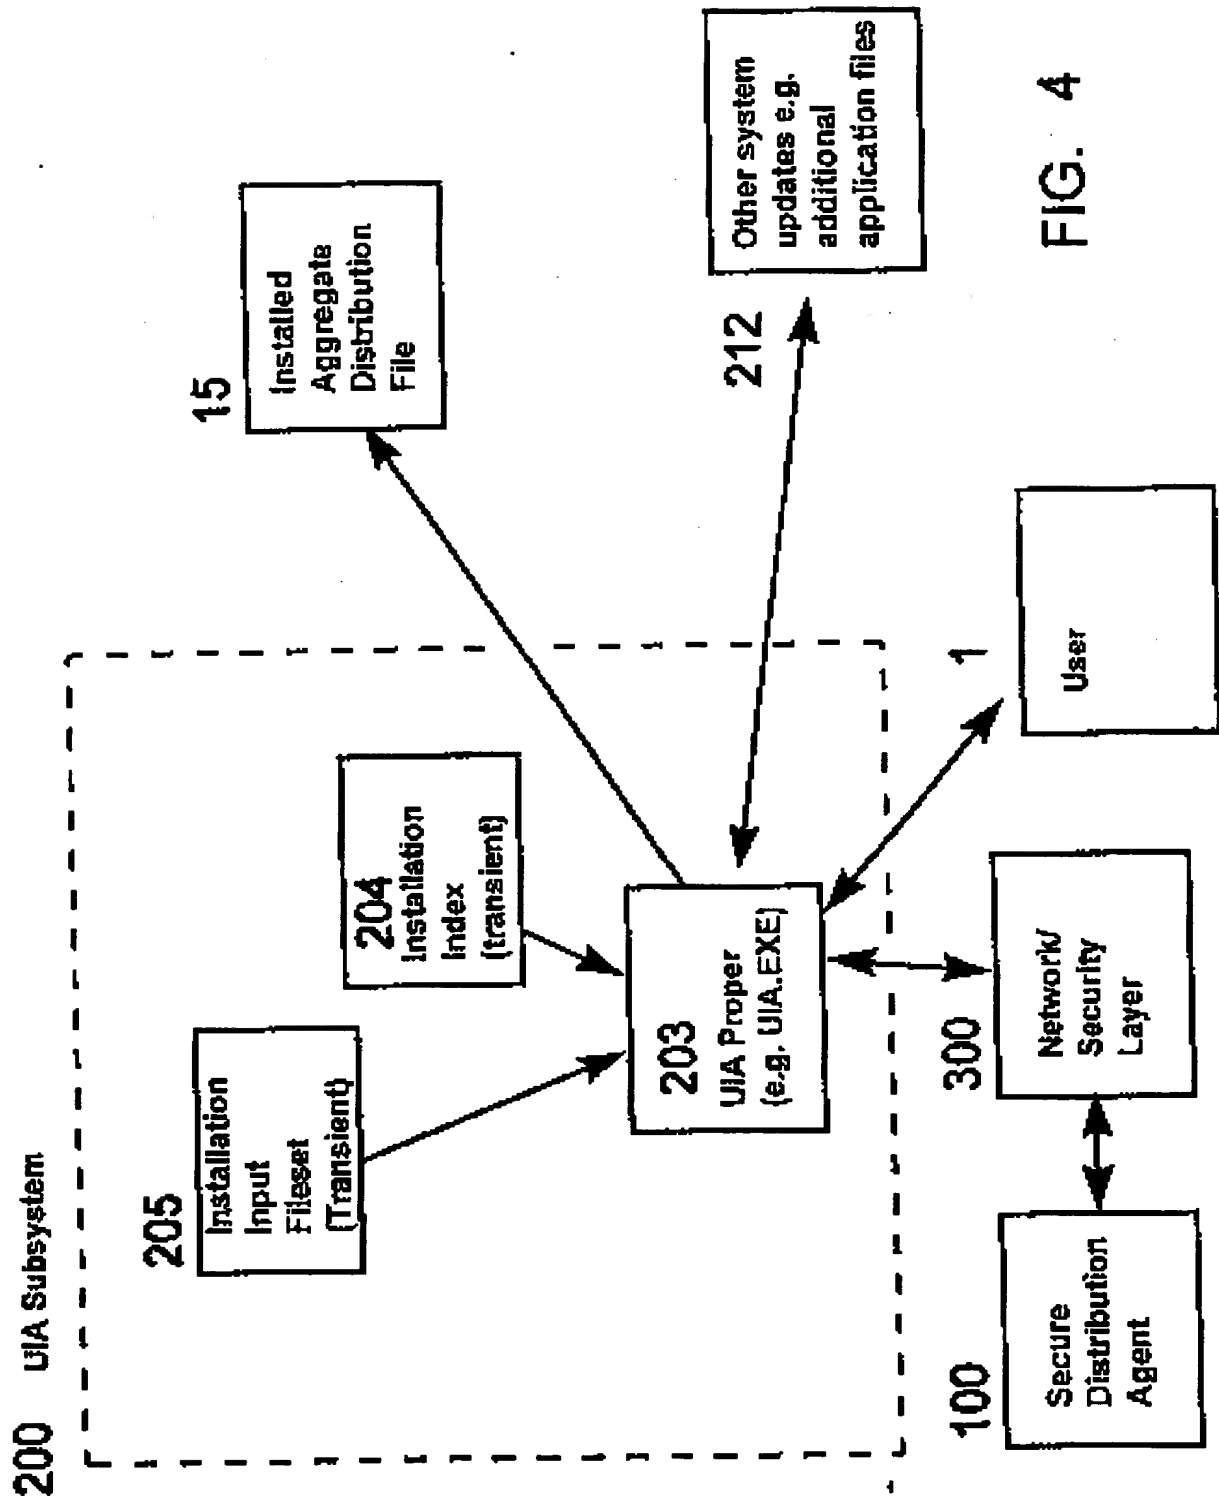 200 UIA Subsystem
205
Installation
Input
Fileset
(Transient)
204
Installation
Index
(transient)
15
Installed
Aggregate
Distribution
File
203
UIA Proper
(e.g. UIA.EXE)
212
Other system
updates e.g.
additional
application files
100
Secure
Distribution
Agent
300
Network/
Security
Layer
1
User
FIG. 4